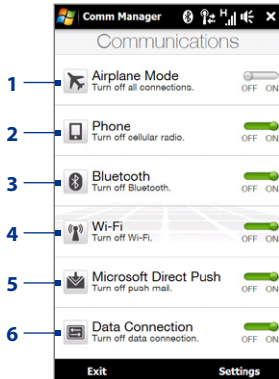 Comm Manager
Communications
1
Airplane Mode
Turn off all connections.
OFF ON
2
Phone
Turn off cellular radio.
OFF ON
3
Bluetooth
Turn off Bluetooth.
OFF ON
4
Wi-Fi
Turn off Wi-Fi.
OFF ON
5
Microsoft Direct Push
Turn off push mail.
OFF ON
6
Data Connection
Turn off data connection.
OFF ON
Exit Settings